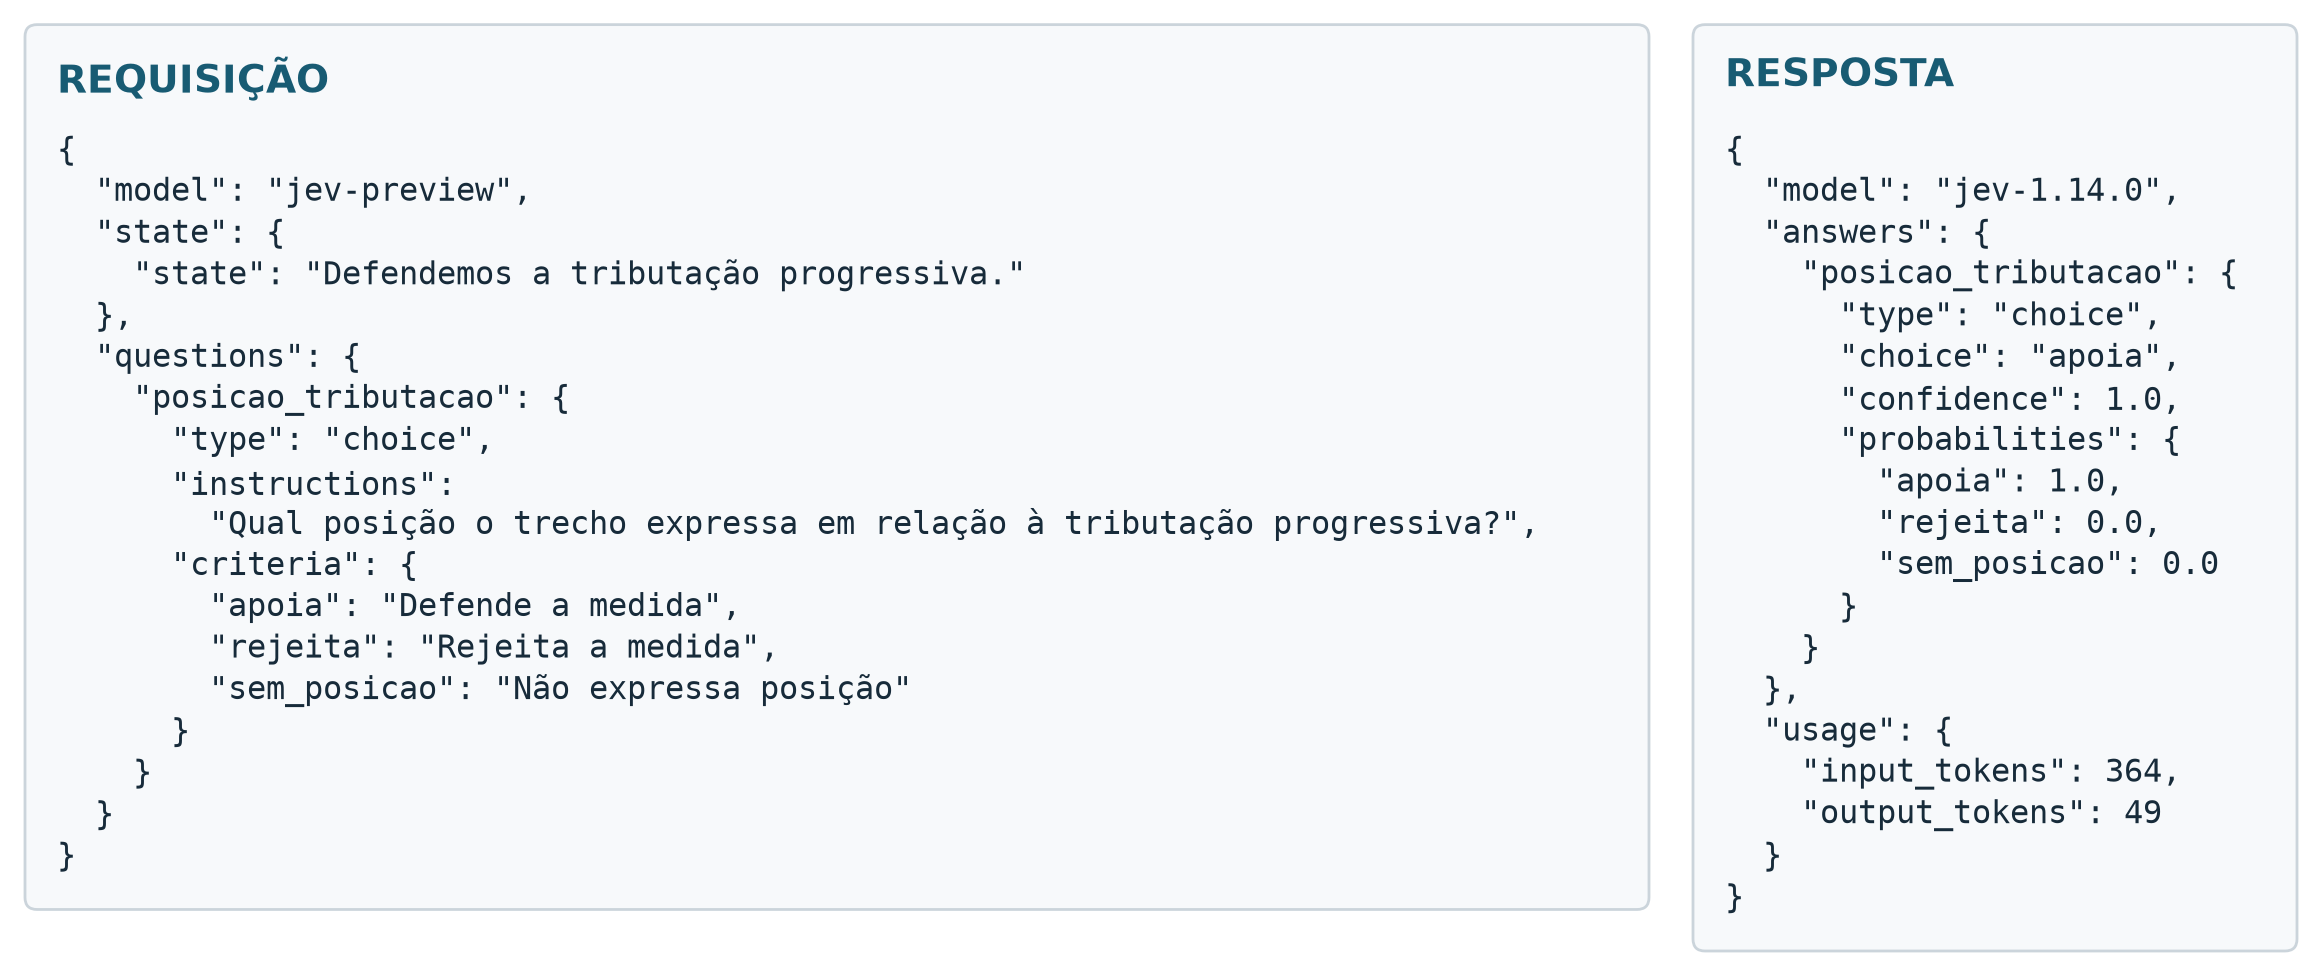 REQUISIÇÃO
{
  "model": "jev-preview",
  "state": {
    "state": "Defendemos a tributação progressiva."
  },
  "questions": {
    "posicao_tributacao": {
      "type": "choice",
      "instructions":
        "Qual posição o trecho expressa em relação à tributação progressiva?",
      "criteria": {
        "apoia": "Defende a medida",
        "rejeita": "Rejeita a medida",
        "sem_posicao": "Não expressa posição"
      }
    }
  }
}
RESPOSTA
{
  "model": "jev-1.14.0",
  "answers": {
    "posicao_tributacao": {
      "type": "choice",
      "choice": "apoia",
      "confidence": 1.0,
      "probabilities": {
        "apoia": 1.0,
        "rejeita": 0.0,
        "sem_posicao": 0.0
      }
    }
  },
  "usage": {
    "input_tokens": 364,
    "output_tokens": 49
  }
}